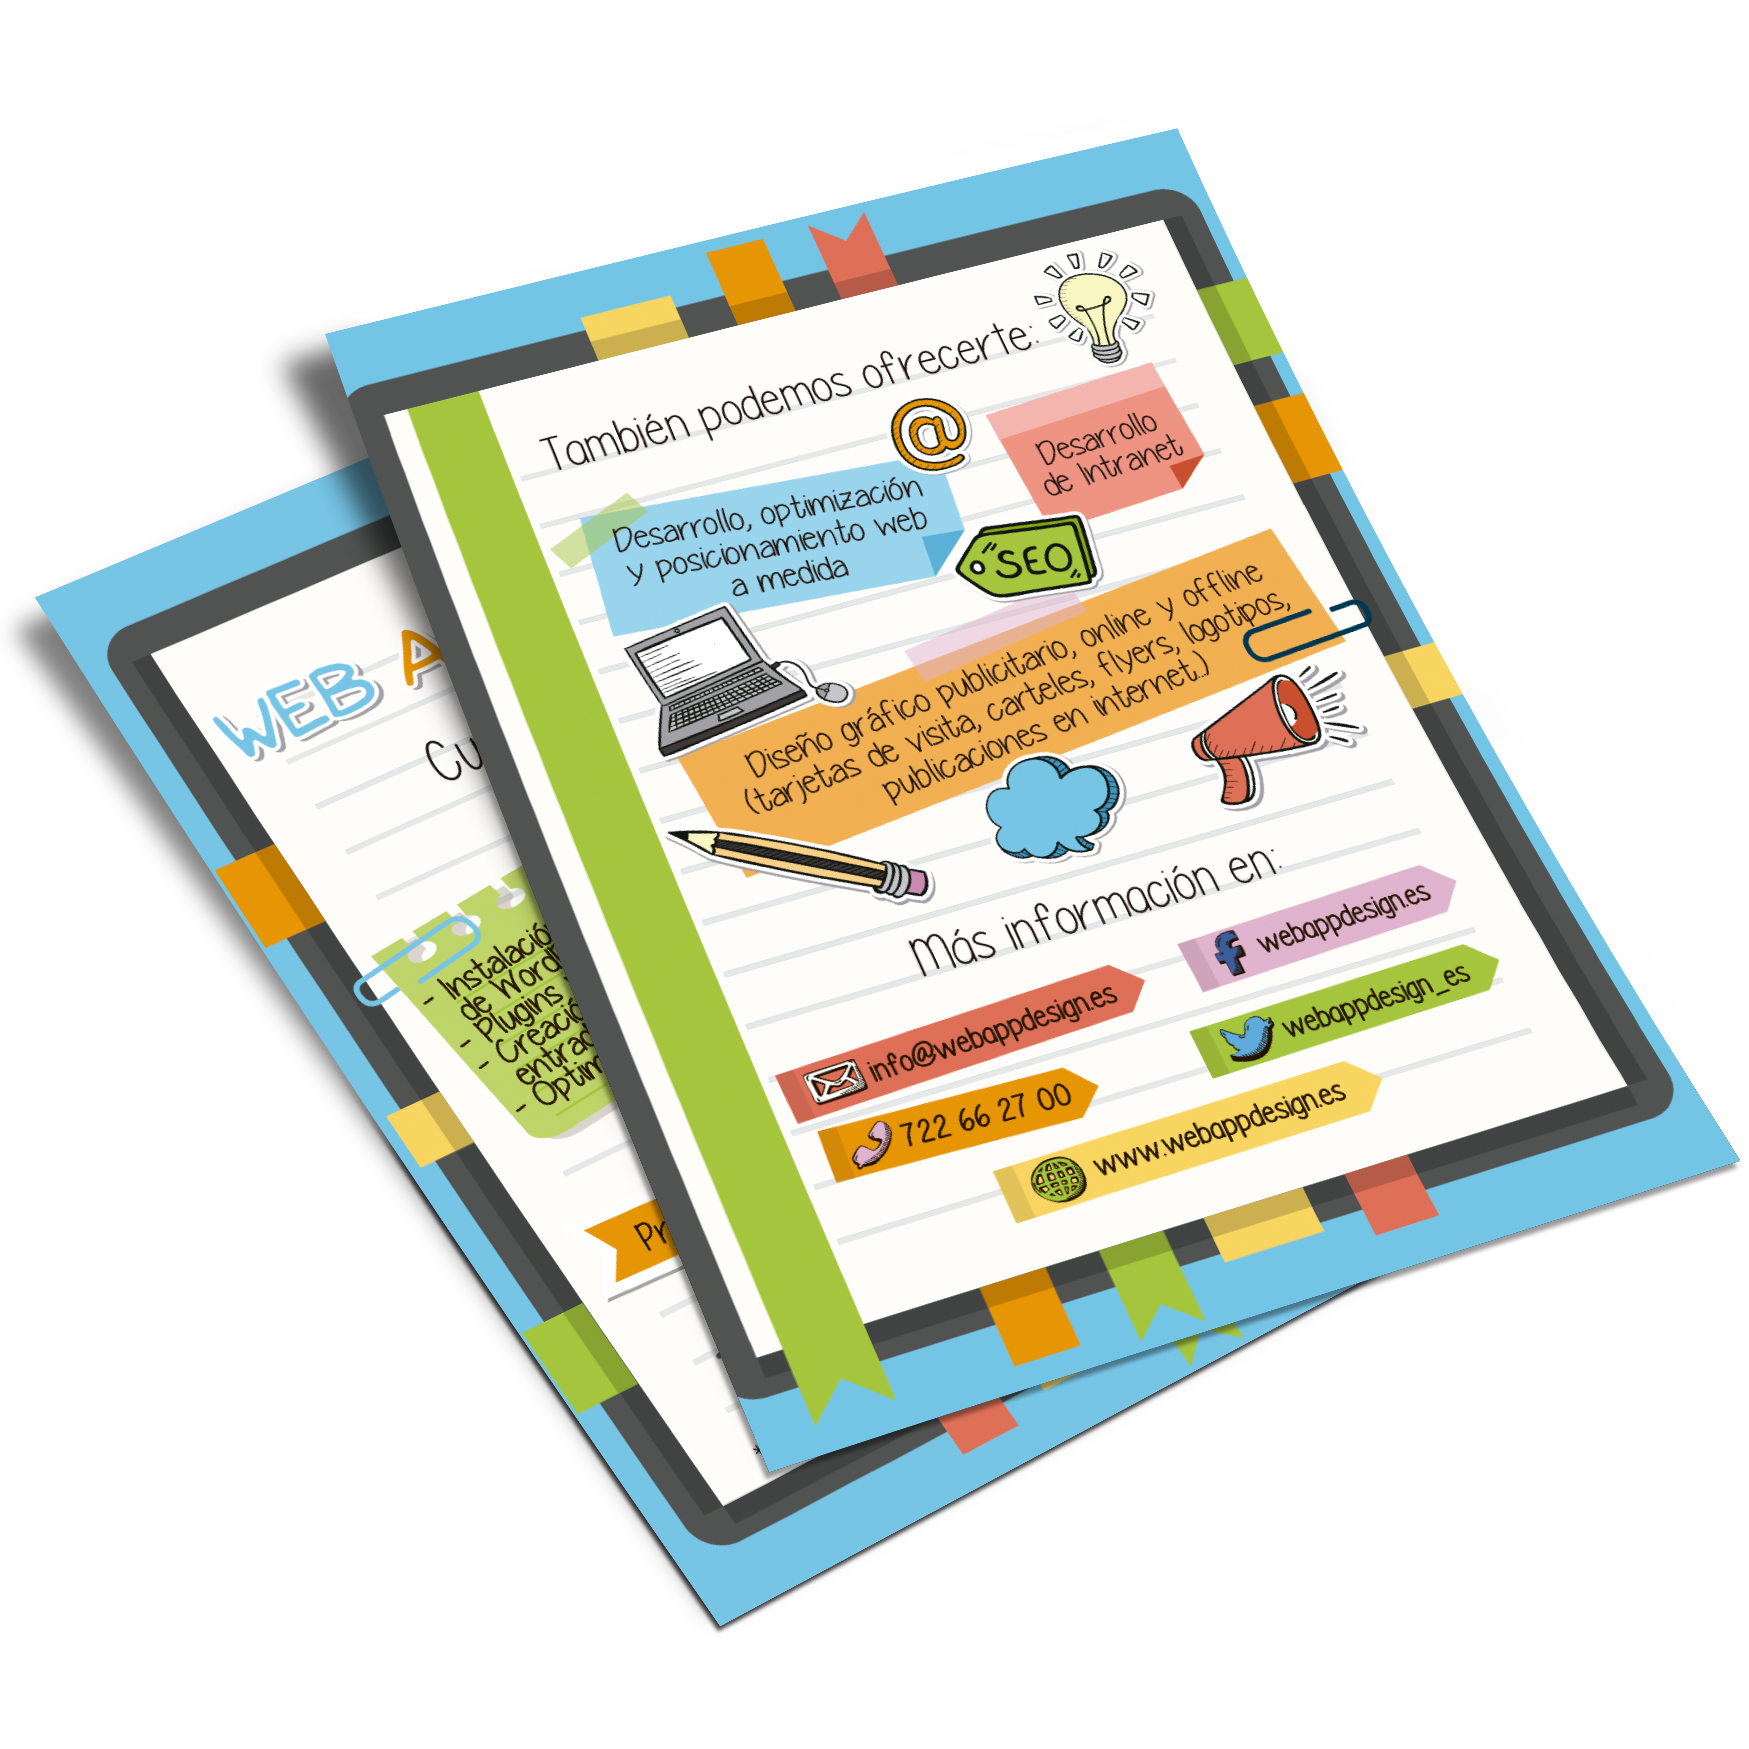 También podemos ofrecerte:
Desarrollo
de Intranet
Desarrollo, optimización
y posicionamiento web
a medida
SEO
Diseño gráfico publicitario, online y offline
(tarjetas de visita, carteles, flyers, logotipos,
publicaciones en internet..)
Más información en:
webappdesign.es
info@webappdesign.es
webappdesign_es
722 66 27 00
www.webappdesign.es
WEB A
Cu
- Instalació
de Word
- Plugins
- Creació
entrad
- Optim
Pr
*